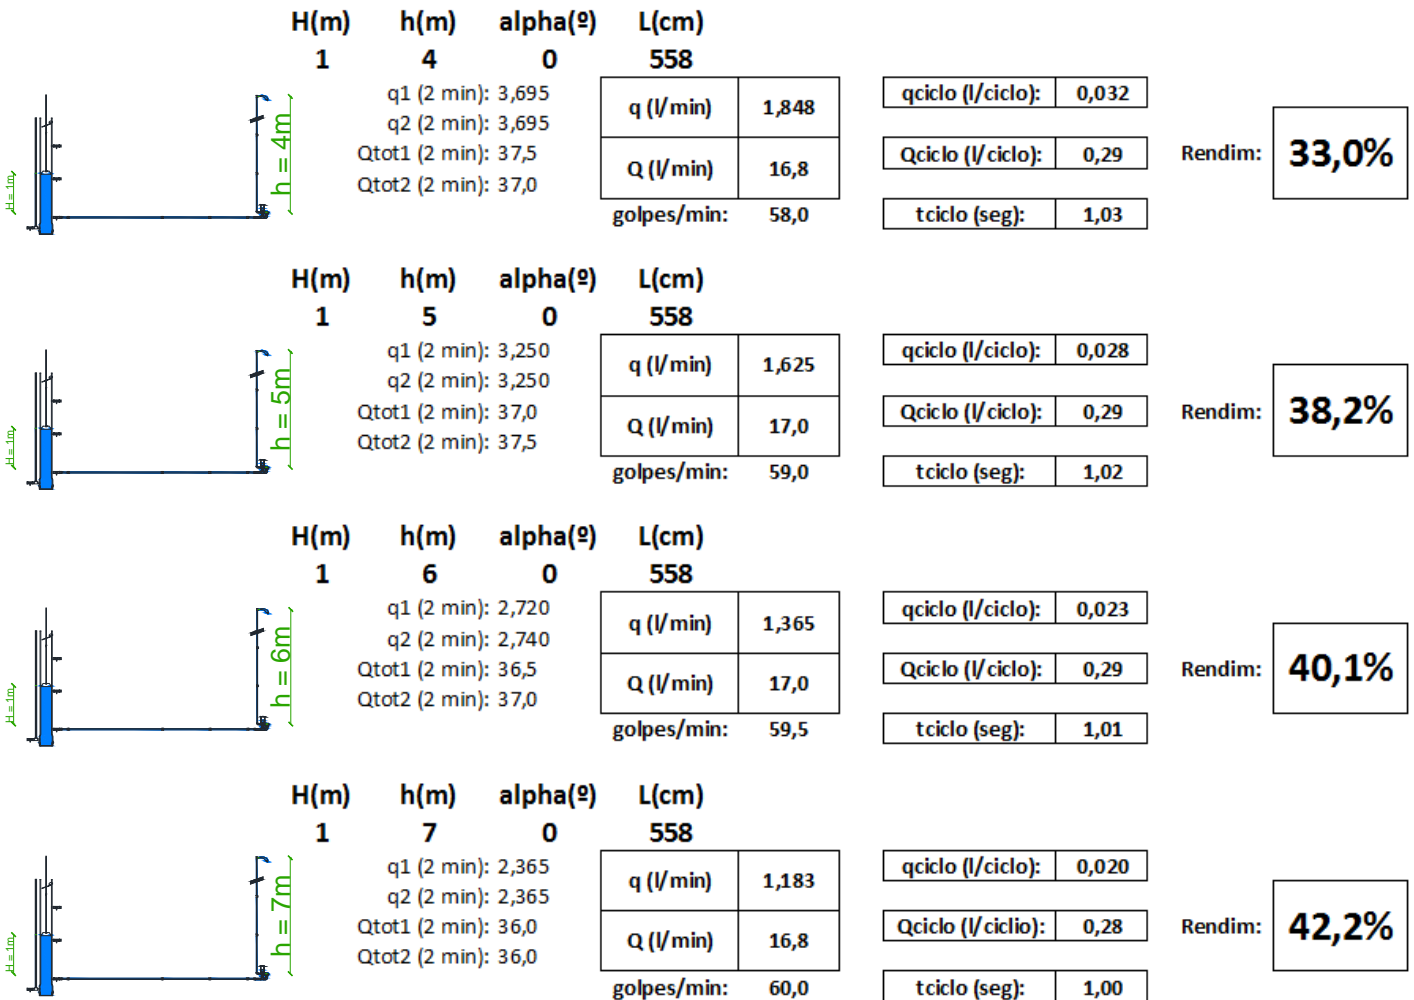 H(m) h(m) alpha(º) L(cm)
1 4 0 558
q1 (2 min): 3,695
q2 (2 min): 3,695
Qtot1 (2 min): 37,5
Qtot2 (2 min): 37,0
q (l/min) 1,848
Q (l/min) 16,8
golpes/min: 58,0
qciclo (l/ciclo): 0,032
Qciclo (l/ciclo): 0,29
tciclo (seg): 1,03
Rendim: 33,0%
H = 1m
h = 4m
H(m) h(m) alpha(º) L(cm)
1 5 0 558
q1 (2 min): 3,250
q2 (2 min): 3,250
Qtot1 (2 min): 37,0
Qtot2 (2 min): 37,5
q (l/min) 1,625
Q (l/min) 17,0
golpes/min: 59,0
qciclo (l/ciclo): 0,028
Qciclo (l/ciclo): 0,29
tciclo (seg): 1,02
Rendim: 38,2%
H = 1m
h = 5m
H(m) h(m) alpha(º) L(cm)
1 6 0 558
q1 (2 min): 2,720
q2 (2 min): 2,740
Qtot1 (2 min): 36,5
Qtot2 (2 min): 37,0
q (l/min) 1,365
Q (l/min) 17,0
golpes/min: 59,5
qciclo (l/ciclo): 0,023
Qciclo (l/ciclo): 0,29
tciclo (seg): 1,01
Rendim: 40,1%
H = 1m
h = 6m
H(m) h(m) alpha(º) L(cm)
1 7 0 558
q1 (2 min): 2,365
q2 (2 min): 2,365
Qtot1 (2 min): 36,0
Qtot2 (2 min): 36,0
q (l/min) 1,183
Q (l/min) 16,8
golpes/min: 60,0
qciclo (l/ciclo): 0,020
Qciclo (l/ciclio): 0,28
tciclo (seg): 1,00
Rendim: 42,2%
H = 1m
h = 7m